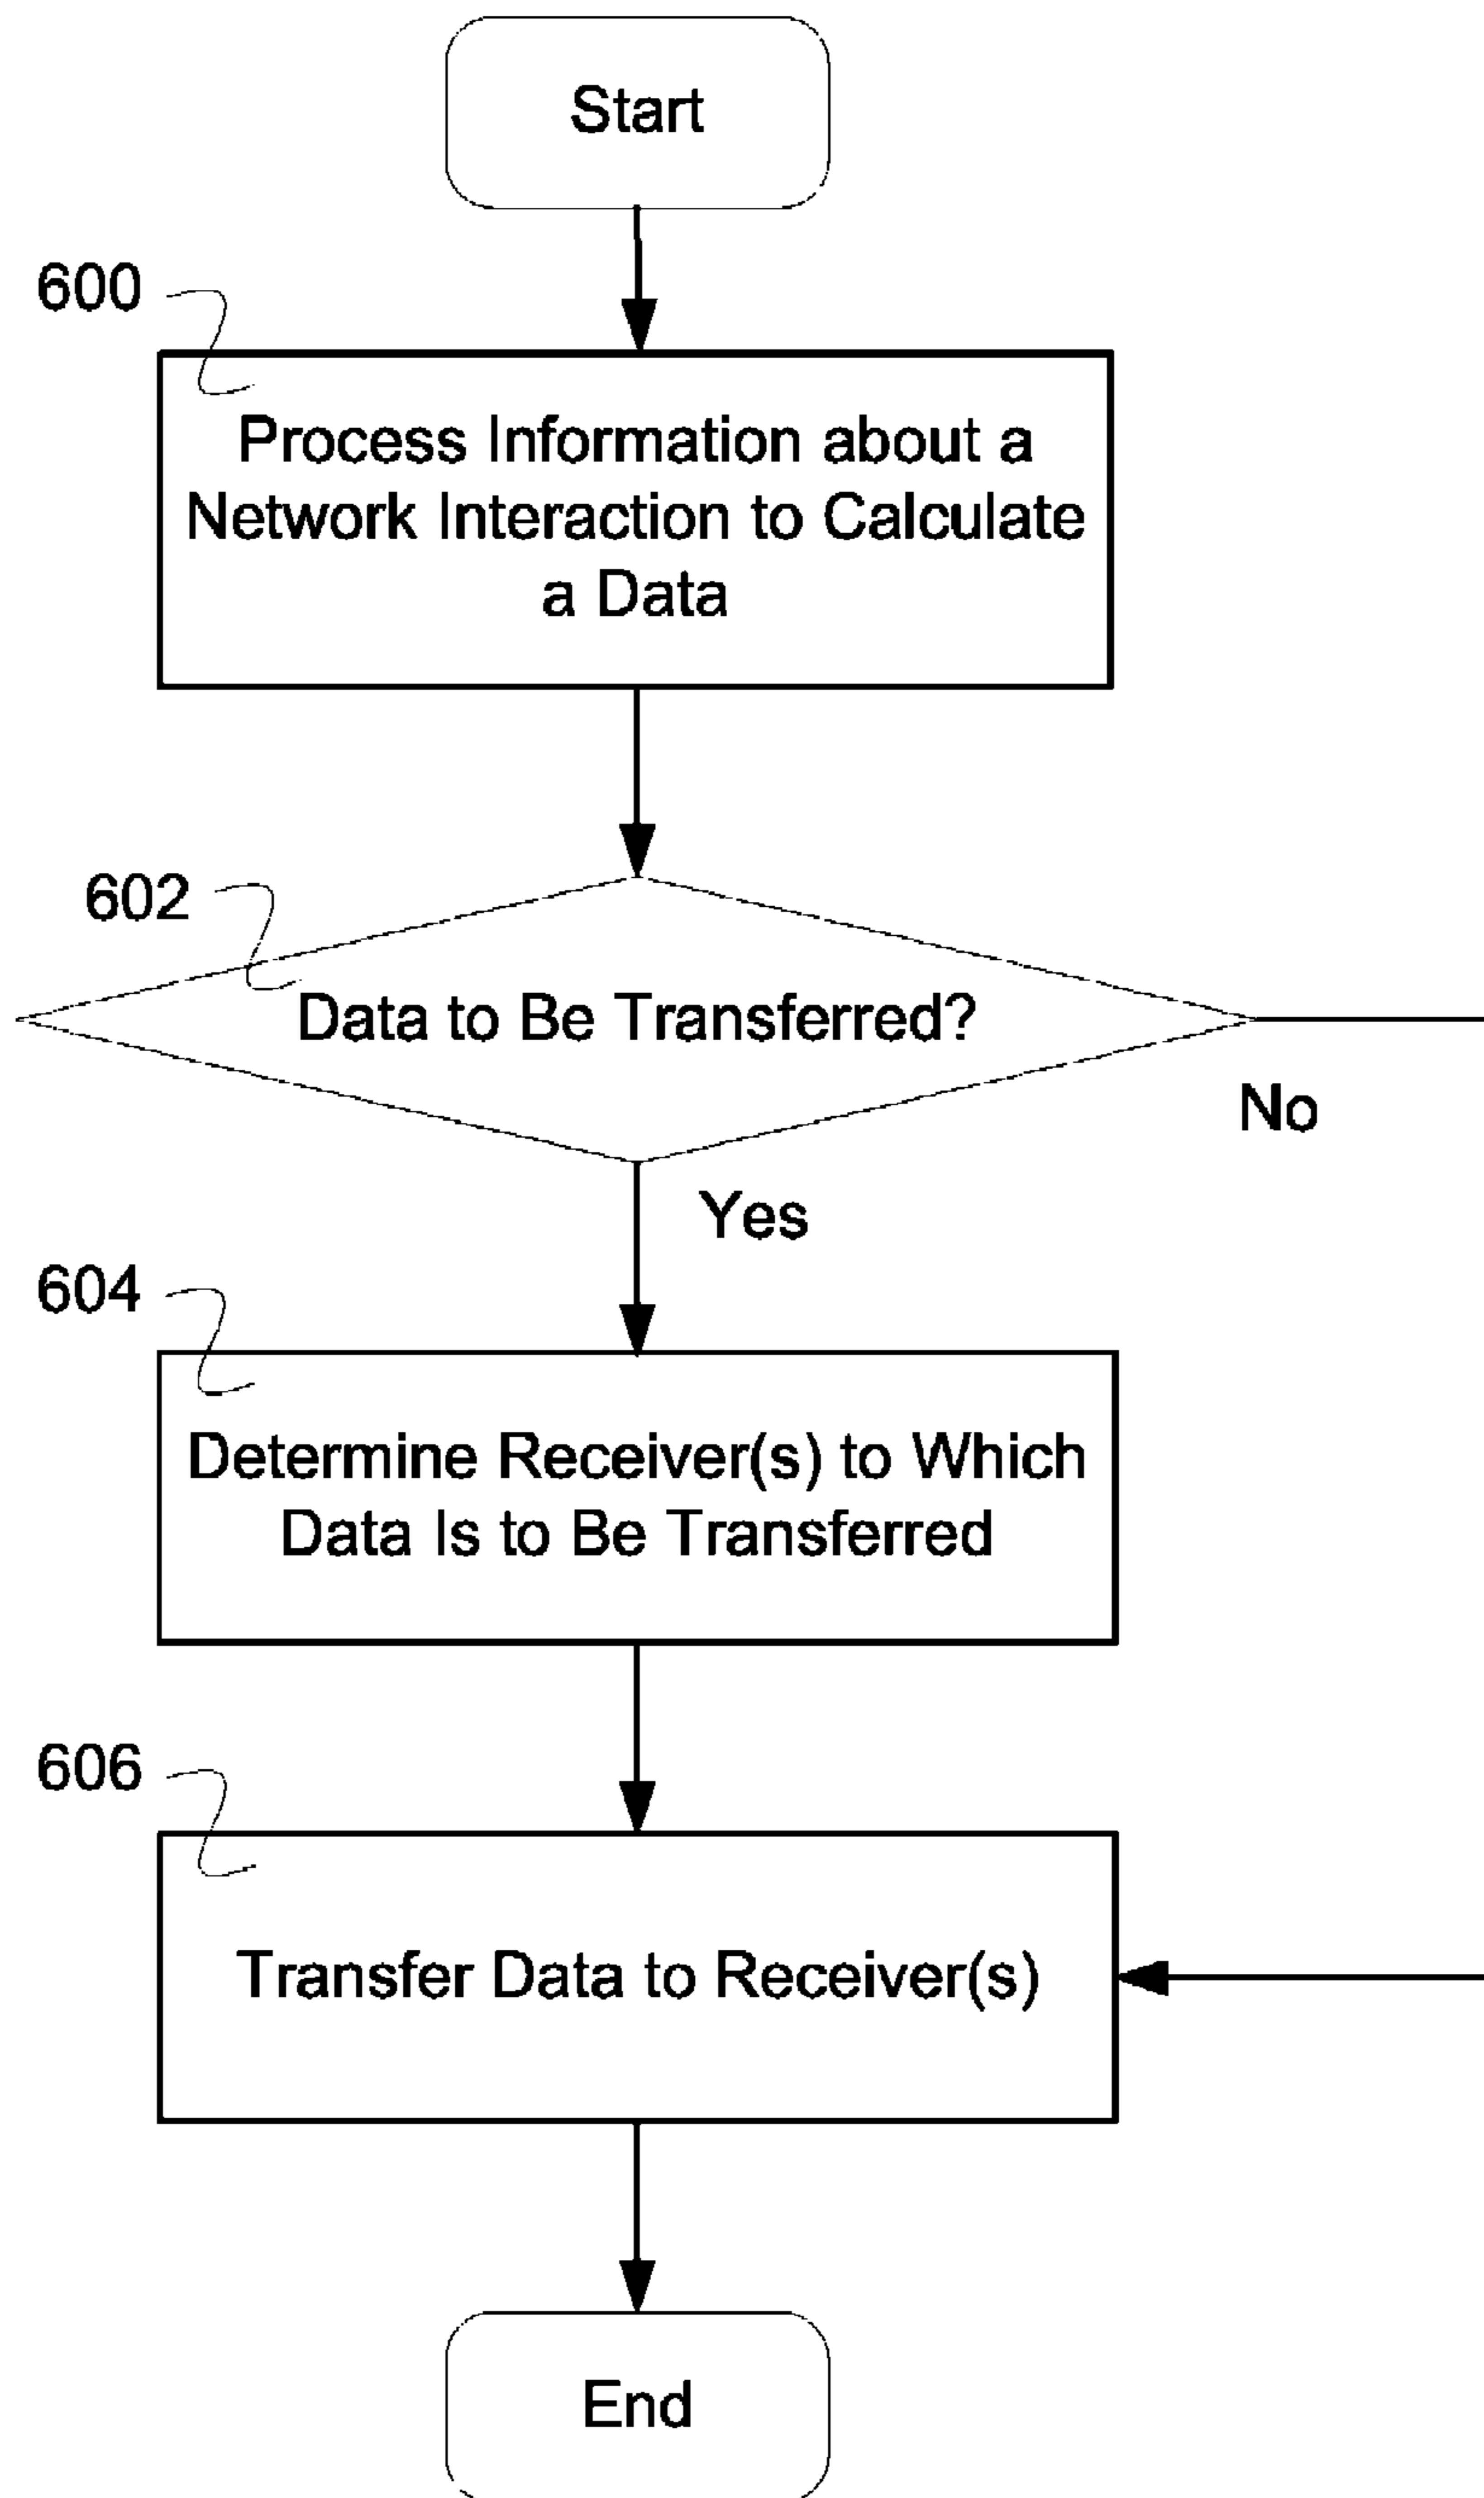 Start
600
Process Information about a
Network Interaction to Calculate
a Data
602
Data to Be Transferred?
No
Yes
604
Determine Receiver(s) to Which
Data Is to Be Transferred
606
Transfer Data to Receiver(s)
End